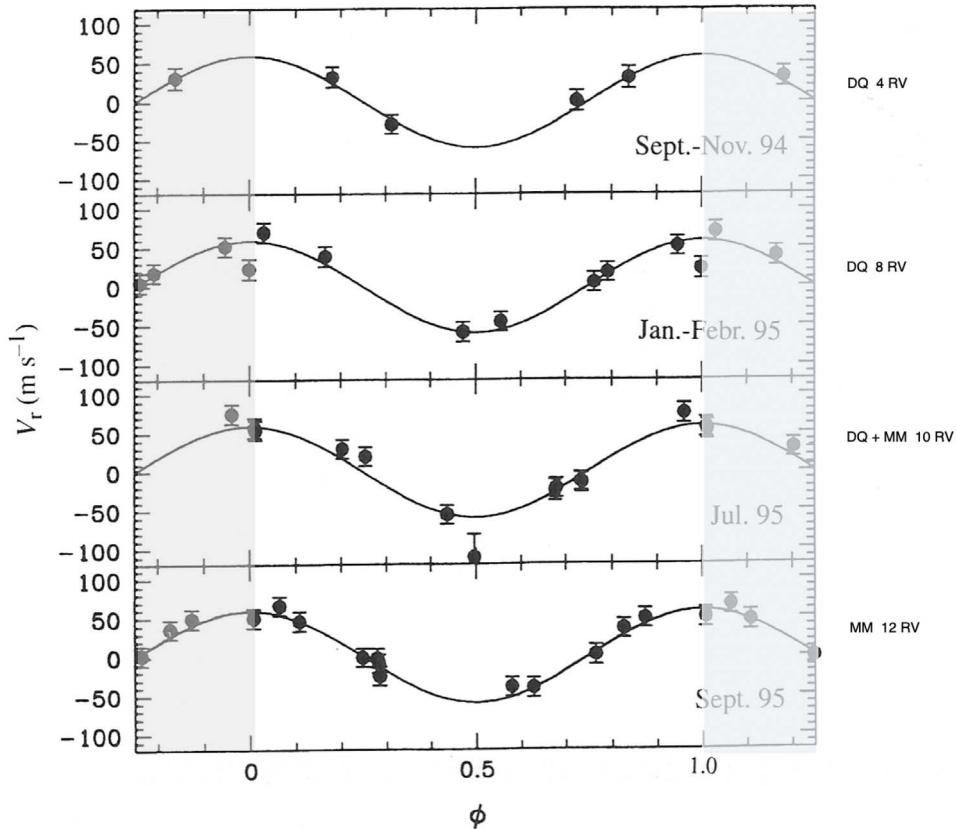 100
50
0
−50
−100
Sept.-Nov. 94
DQ 4 RV
100
50
0
−50
−100
Jan.-Febr. 95
DQ 8 RV
100
50
0
−50
−100
Jul. 95
DQ + MM 10 RV
100
50
0
−50
−100
Sept. 95
MM 12 RV
V_r (m s⁻¹)
0 0.5 1.0
ϕ